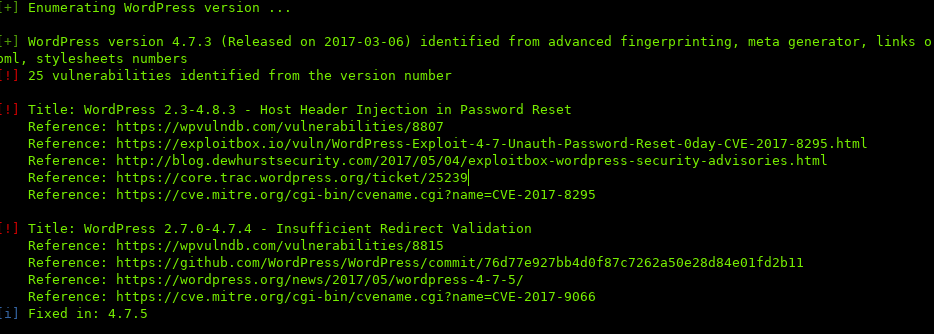 [+] Enumerating WordPress version ...
[+] WordPress version 4.7.3 (Released on 2017-03-06) identified from advanced fingerprinting, meta generator, links o
pml, stylesheets numbers
[!] 25 vulnerabilities identified from the version number
[!] Title: WordPress 2.3-4.8.3 - Host Header Injection in Password Reset
Reference: https://wpvulndb.com/vulnerabilities/8807
Reference: https://exploitbox.io/vuln/WordPress-Exploit-4-7-Unauth-Password-Reset-0day-CVE-2017-8295.html
Reference: http://blog.dewhurstsecurity.com/2017/05/04/exploitbox-wordpress-security-advisories.html
Reference: https://core.trac.wordpress.org/ticket/25239
Reference: https://cve.mitre.org/cgi-bin/cvename.cgi?name=CVE-2017-8295
[!] Title: WordPress 2.7.0-4.7.4 - Insufficient Redirect Validation
Reference: https://wpvulndb.com/vulnerabilities/8815
Reference: https://github.com/WordPress/WordPress/commit/76d77e927bb4d0f87c7262a50e28d84e01fd2b11
Reference: https://wordpress.org/news/2017/05/wordpress-4-7-5/
Reference: https://cve.mitre.org/cgi-bin/cvename.cgi?name=CVE-2017-9066
[i] Fixed in: 4.7.5